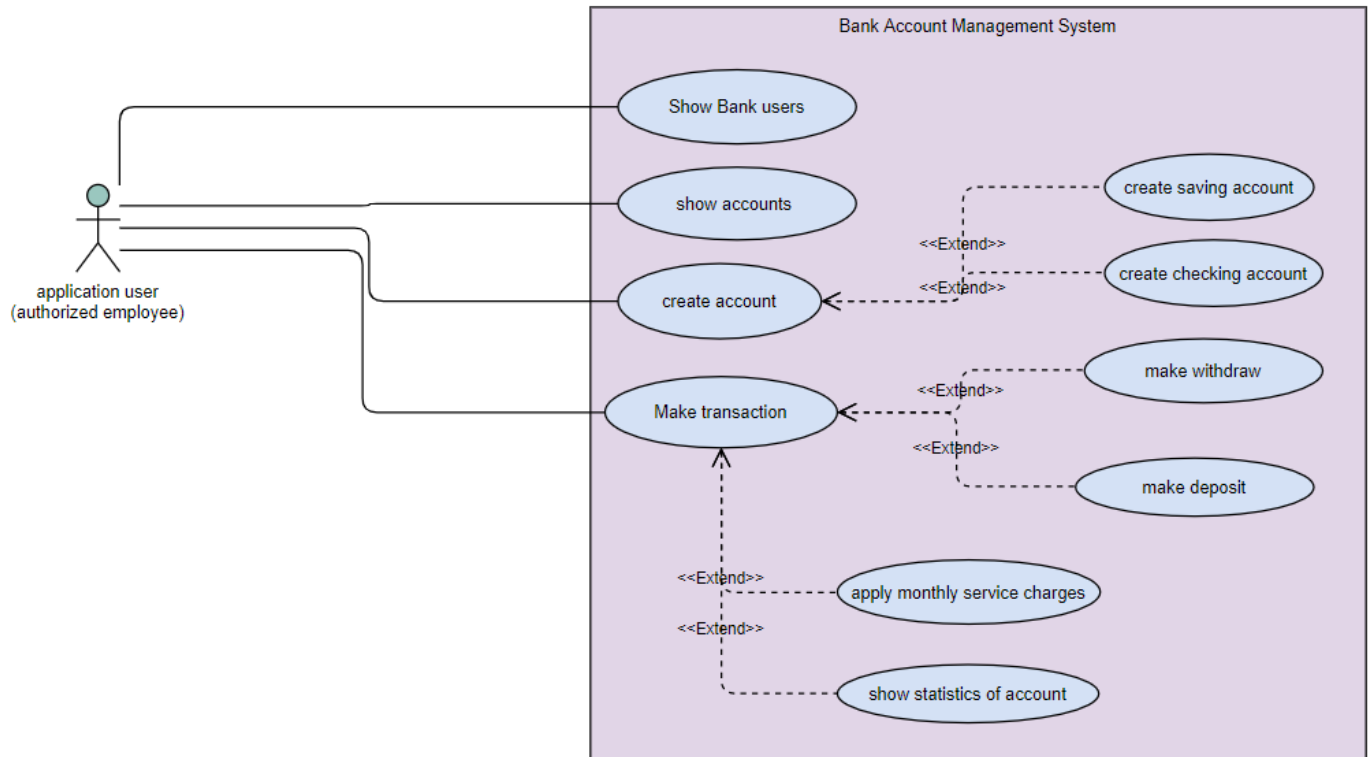 Bank Account Management System
Show Bank users
show accounts
create saving account
<<Extend>>
create checking account
<<Extend>>
create account
application user
(authorized employee)
make withdraw
<<Extend>>
Make transaction
<<Extend>>
make deposit
<<Extend>>
apply monthly service charges
<<Extend>>
show statistics of account